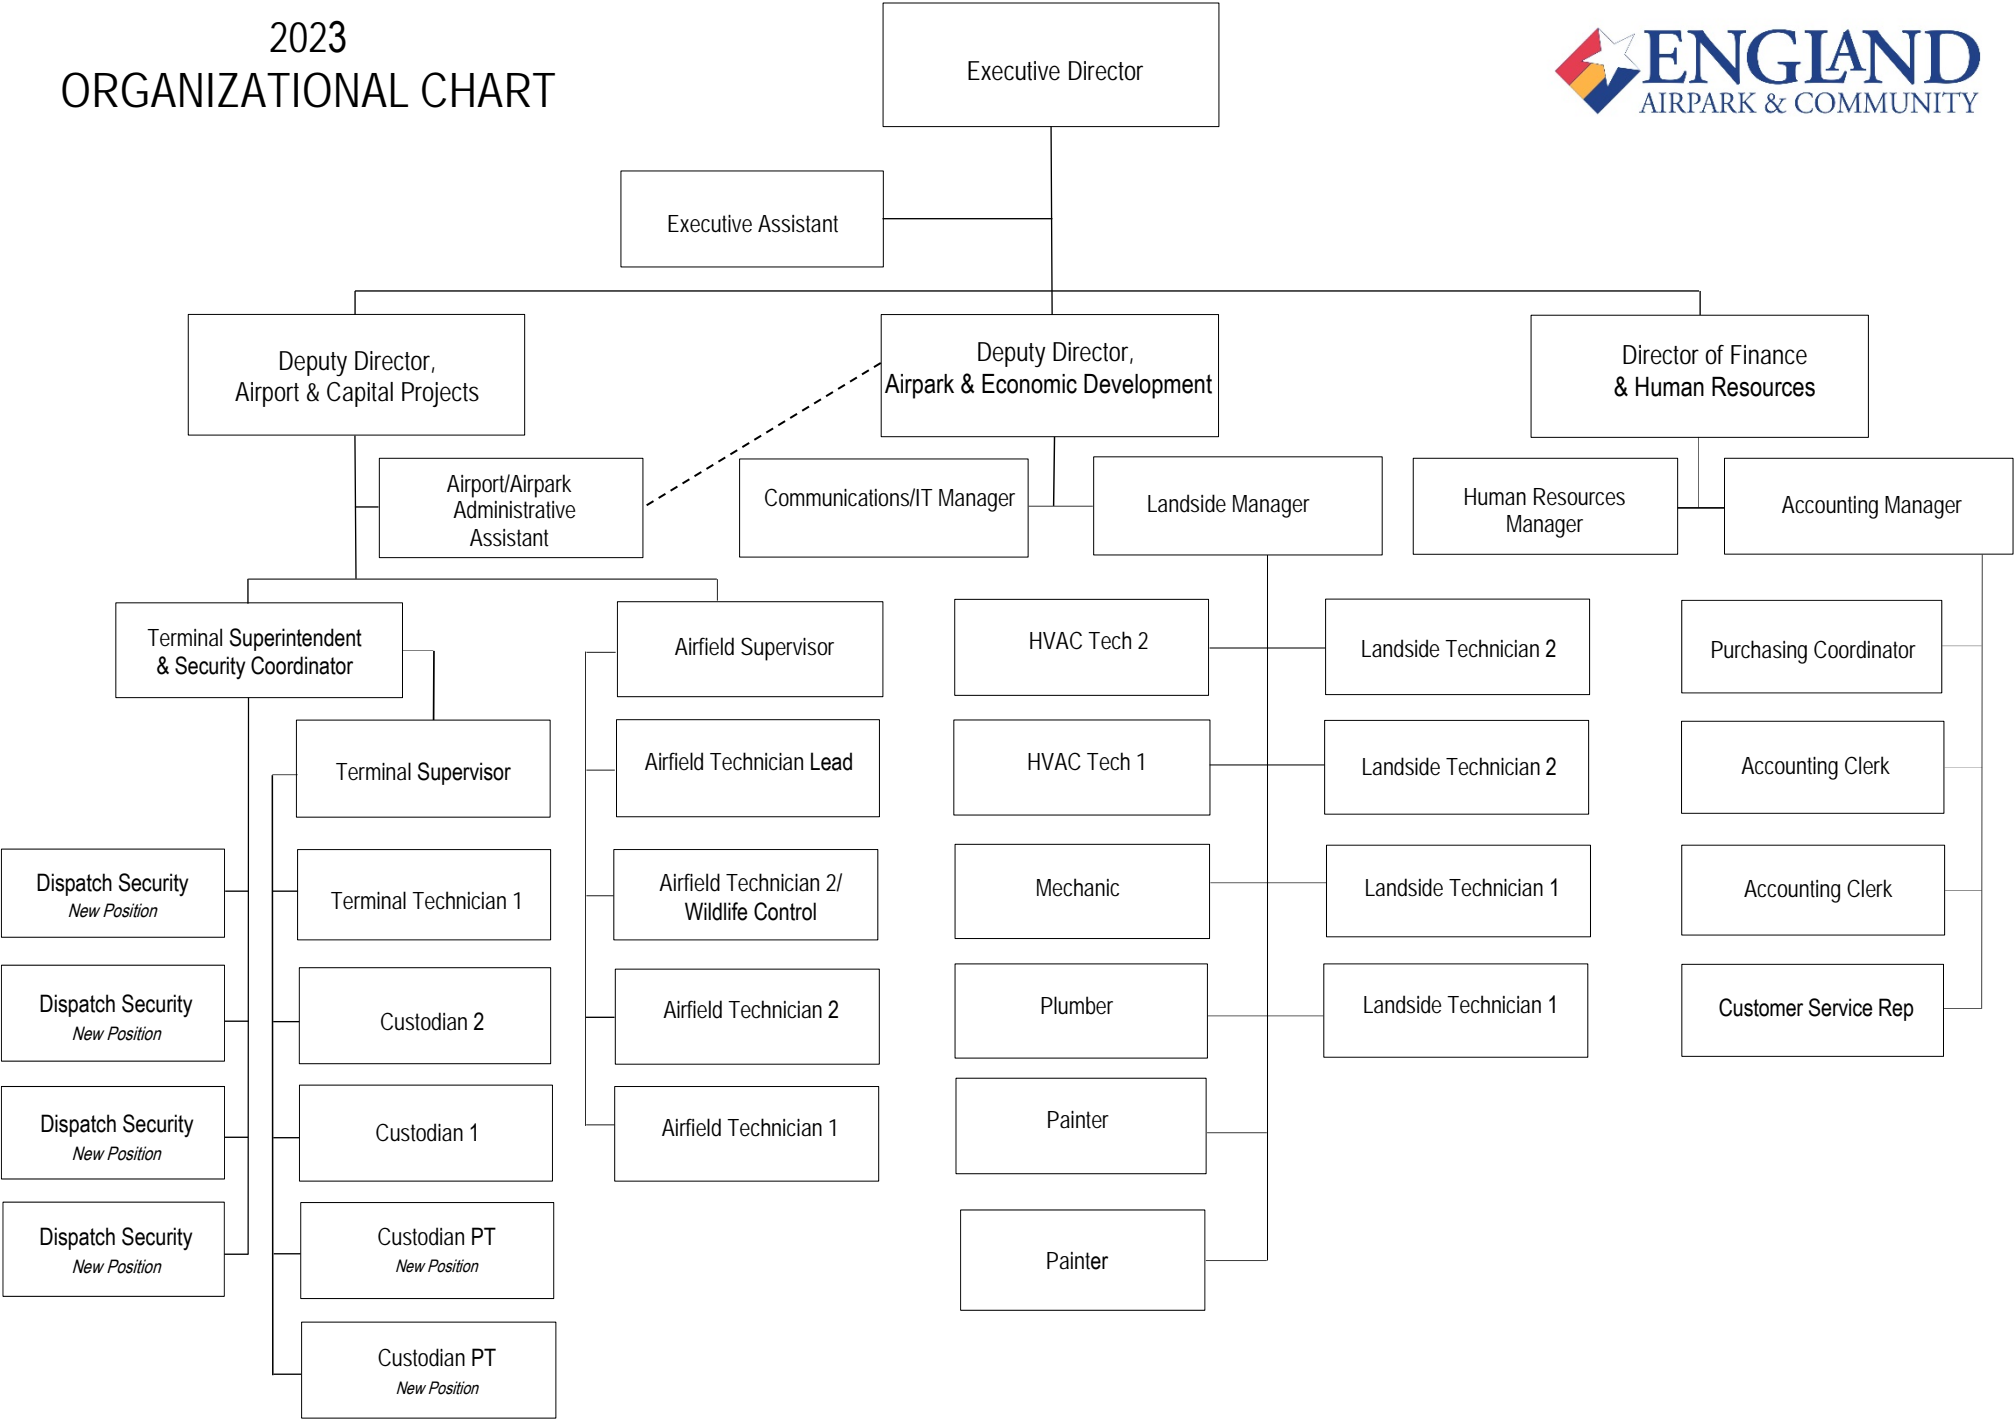 2023
ORGANIZATIONAL CHART
Executive Director
ENGLAND
AIRPARK & COMMUNITY
Executive Assistant
Deputy Director,
Airport & Capital Projects
Deputy Director,
Airpark & Economic Development
Director of Finance
& Human Resources
Airport/Airpark
Administrative
Assistant
Communications/IT Manager
Landside Manager
Human Resources
Manager
Accounting Manager
Terminal Superintendent
& Security Coordinator
Airfield Supervisor
HVAC Tech 2
Landside Technician 2
Purchasing Coordinator
Terminal Supervisor
Airfield Technician Lead
HVAC Tech 1
Landside Technician 2
Accounting Clerk
Dispatch Security
New Position
Terminal Technician 1
Airfield Technician 2/
Wildlife Control
Mechanic
Landside Technician 1
Accounting Clerk
Dispatch Security
New Position
Custodian 2
Airfield Technician 2
Plumber
Landside Technician 1
Customer Service Rep
Dispatch Security
New Position
Custodian 1
Airfield Technician 1
Painter
Dispatch Security
New Position
Custodian PT
New Position
Painter
Custodian PT
New Position